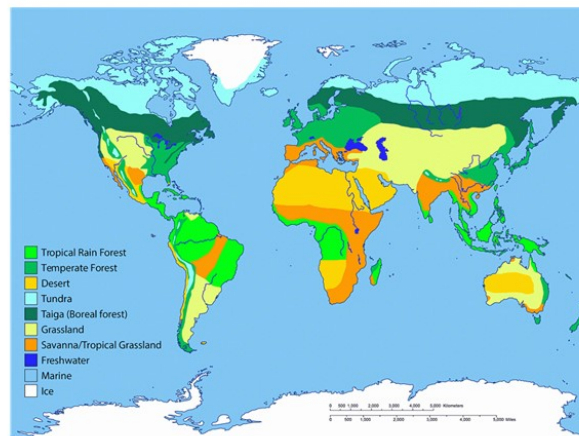 Tropical Rain Forest
Temperate Forest
Desert
Tundra
Taiga (Boreal forest)
Grassland
Savanna/Tropical Grassland
Freshwater
Marine
Ice